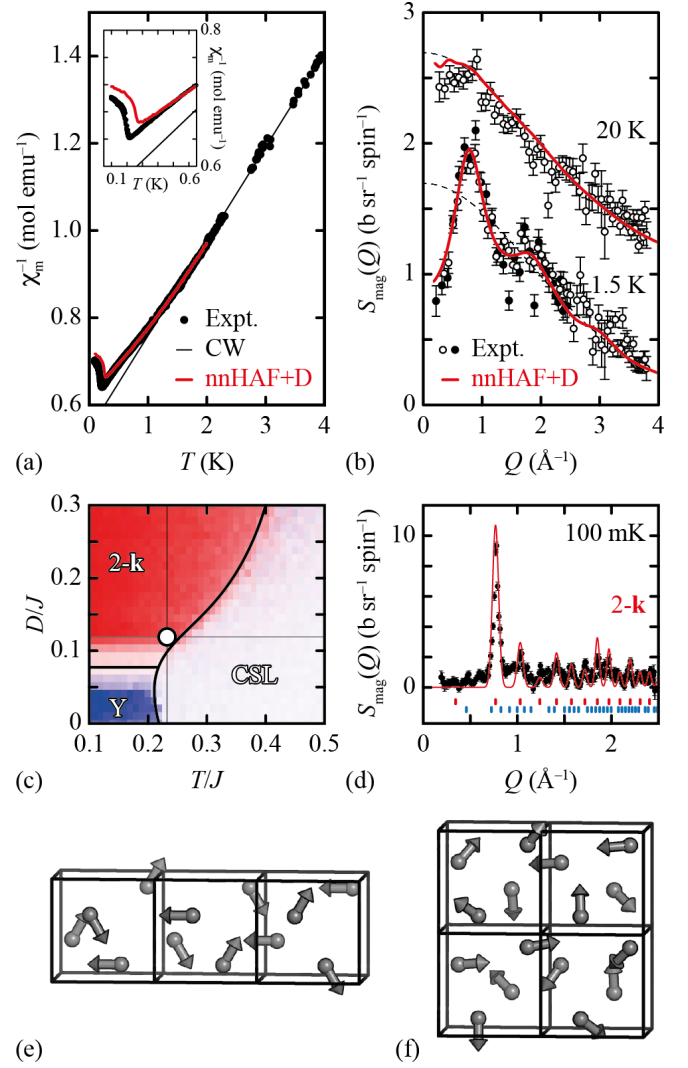 (a)
1.4
1.2
1.0
0.8
0.6
0 1 2 3 4
T (K)
χm⁻¹ (mol emu⁻¹)
0.8
0.6
χm⁻¹ (mol emu⁻¹)
0.1 0.6
T (K)
Expt.
CW
nnHAF+D
(b)
3
2
1
0
0 1 2 3 4
Q (Å⁻¹)
Smag(Q) (b sr⁻¹ spin⁻¹)
20 K
1.5 K
Expt.
nnHAF+D
(c)
0.3
0.2
0.1
0
0.1 0.2 0.3 0.4 0.5
T/J
D/J
2-k
CSL
Y
(d)
10
0
0 1 2
Q (Å⁻¹)
Smag(Q) (b sr⁻¹ spin⁻¹)
100 mK
2-k
(e)
(f)